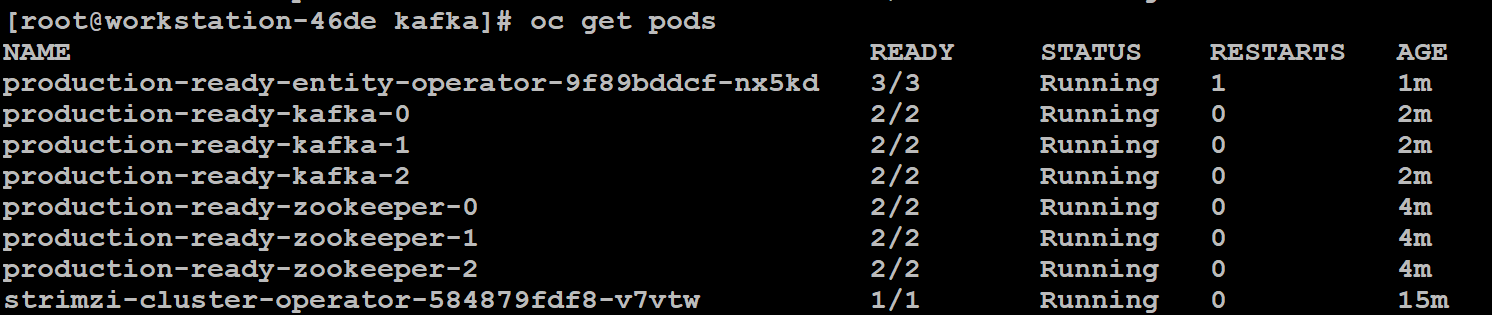 [root@workstation-46de kafka]# oc get pods
NAME READY STATUS RESTARTS AGE
production-ready-entity-operator-9f89bddcf-nx5kd 3/3 Running 1 1m
production-ready-kafka-0 2/2 Running 0 2m
production-ready-kafka-1 2/2 Running 0 2m
production-ready-kafka-2 2/2 Running 0 2m
production-ready-zookeeper-0 2/2 Running 0 4m
production-ready-zookeeper-1 2/2 Running 0 4m
production-ready-zookeeper-2 2/2 Running 0 4m
strimzi-cluster-operator-584879fdf8-v7vtw 1/1 Running 0 15m